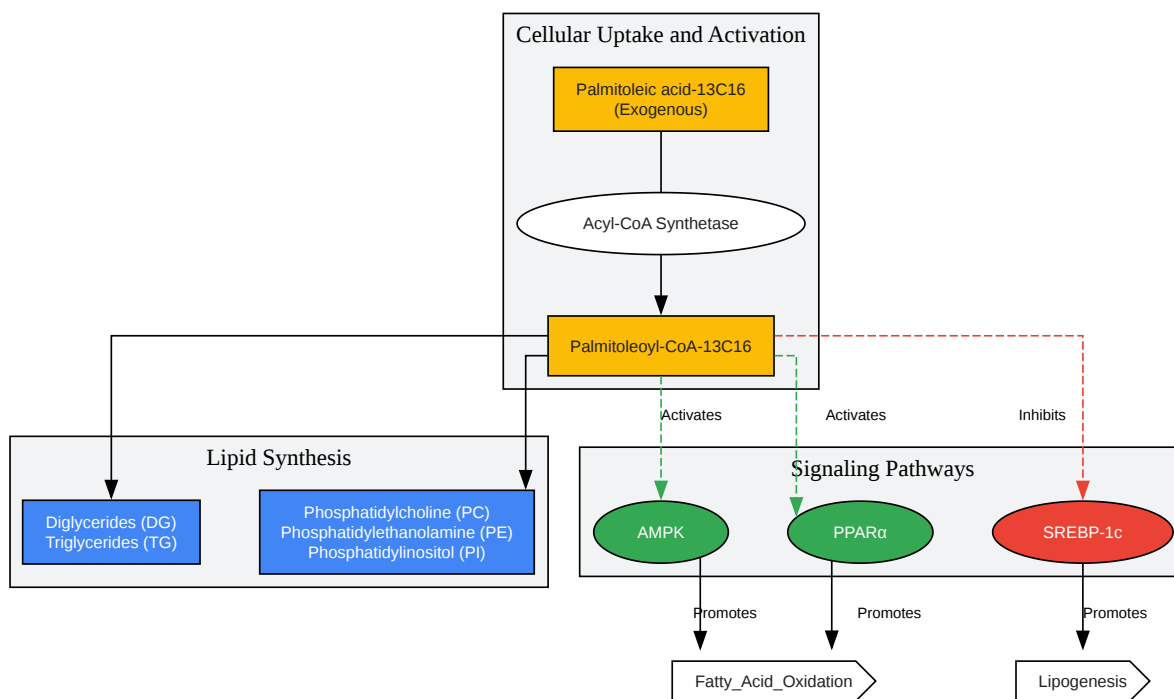 Cellular Uptake and Activation
Palmitoleic acid-13C16
(Exogenous)
Acyl-CoA Synthetase
Palmitoleoyl-CoA-13C16
Activates
Activates
Inhibits
Lipid Synthesis
Signaling Pathways
Diglycerides (DG)
Triglycerides (TG)
Phosphatidylcholine (PC)
Phosphatidylethanolamine (PE)
Phosphatidylinositol (PI)
AMPK
PPARα
SREBP-1c
Promotes
Promotes
Promotes
Fatty_Acid_Oxidation
Lipogenesis